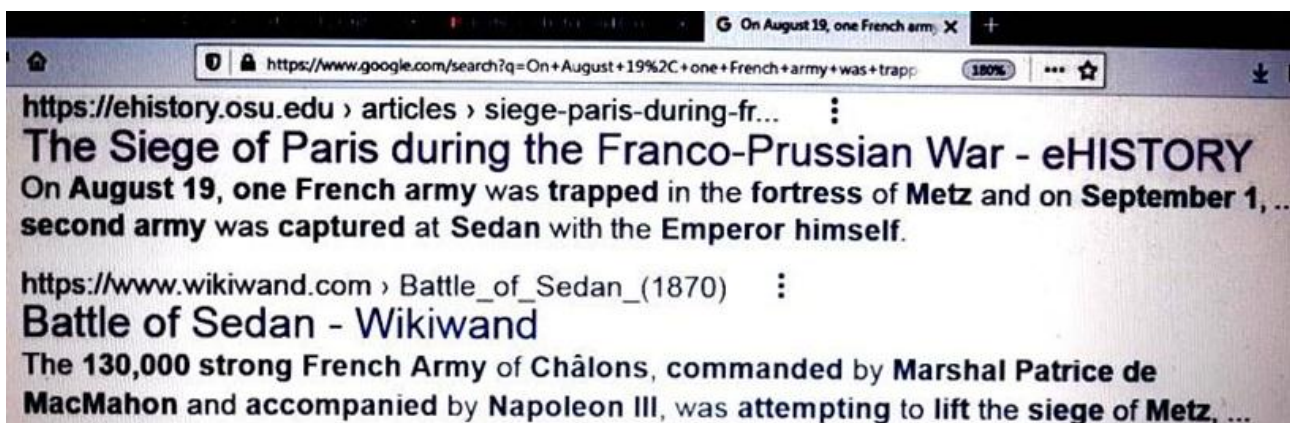 G On August 19, one French army X +
https://www.google.com/search?q=On+August+19%2C+one+French+army+was+trapp 180% ...
https://ehistory.osu.edu › articles › siege-paris-during-fr...
The Siege of Paris during the Franco-Prussian War - eHISTORY
On August 19, one French army was trapped in the fortress of Metz and on September 1, ...
second army was captured at Sedan with the Emperor himself.
https://www.wikiwand.com › Battle_of_Sedan_(1870)
Battle of Sedan - Wikiwand
The 130,000 strong French Army of Châlons, commanded by Marshal Patrice de
MacMahon and accompanied by Napoleon III, was attempting to lift the siege of Metz, ...